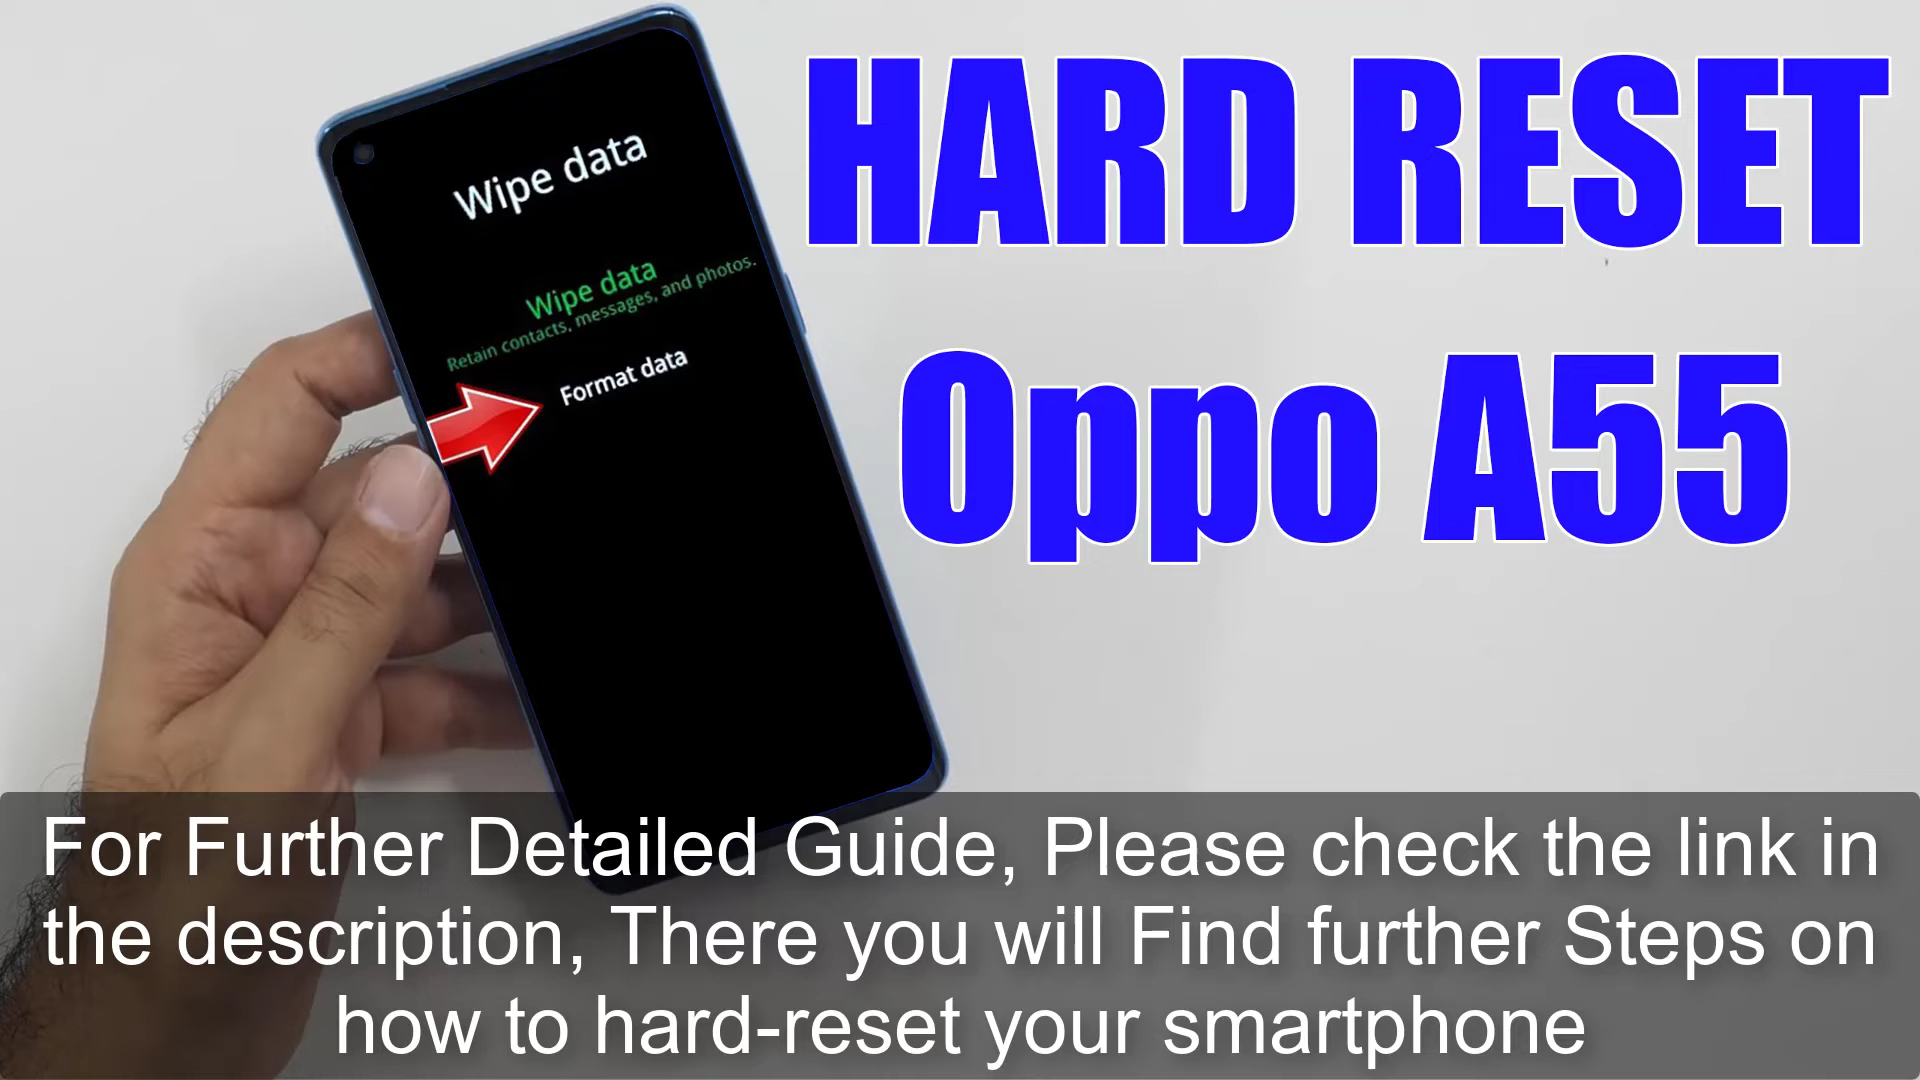 HARD RESET
Oppo A55
Wipe data
Wipe data
Retain contacts, messages, and photos.
Format data
For Further Detailed Guide, Please check the link in
the description, There you will Find further Steps on
how to hard-reset your smartphone